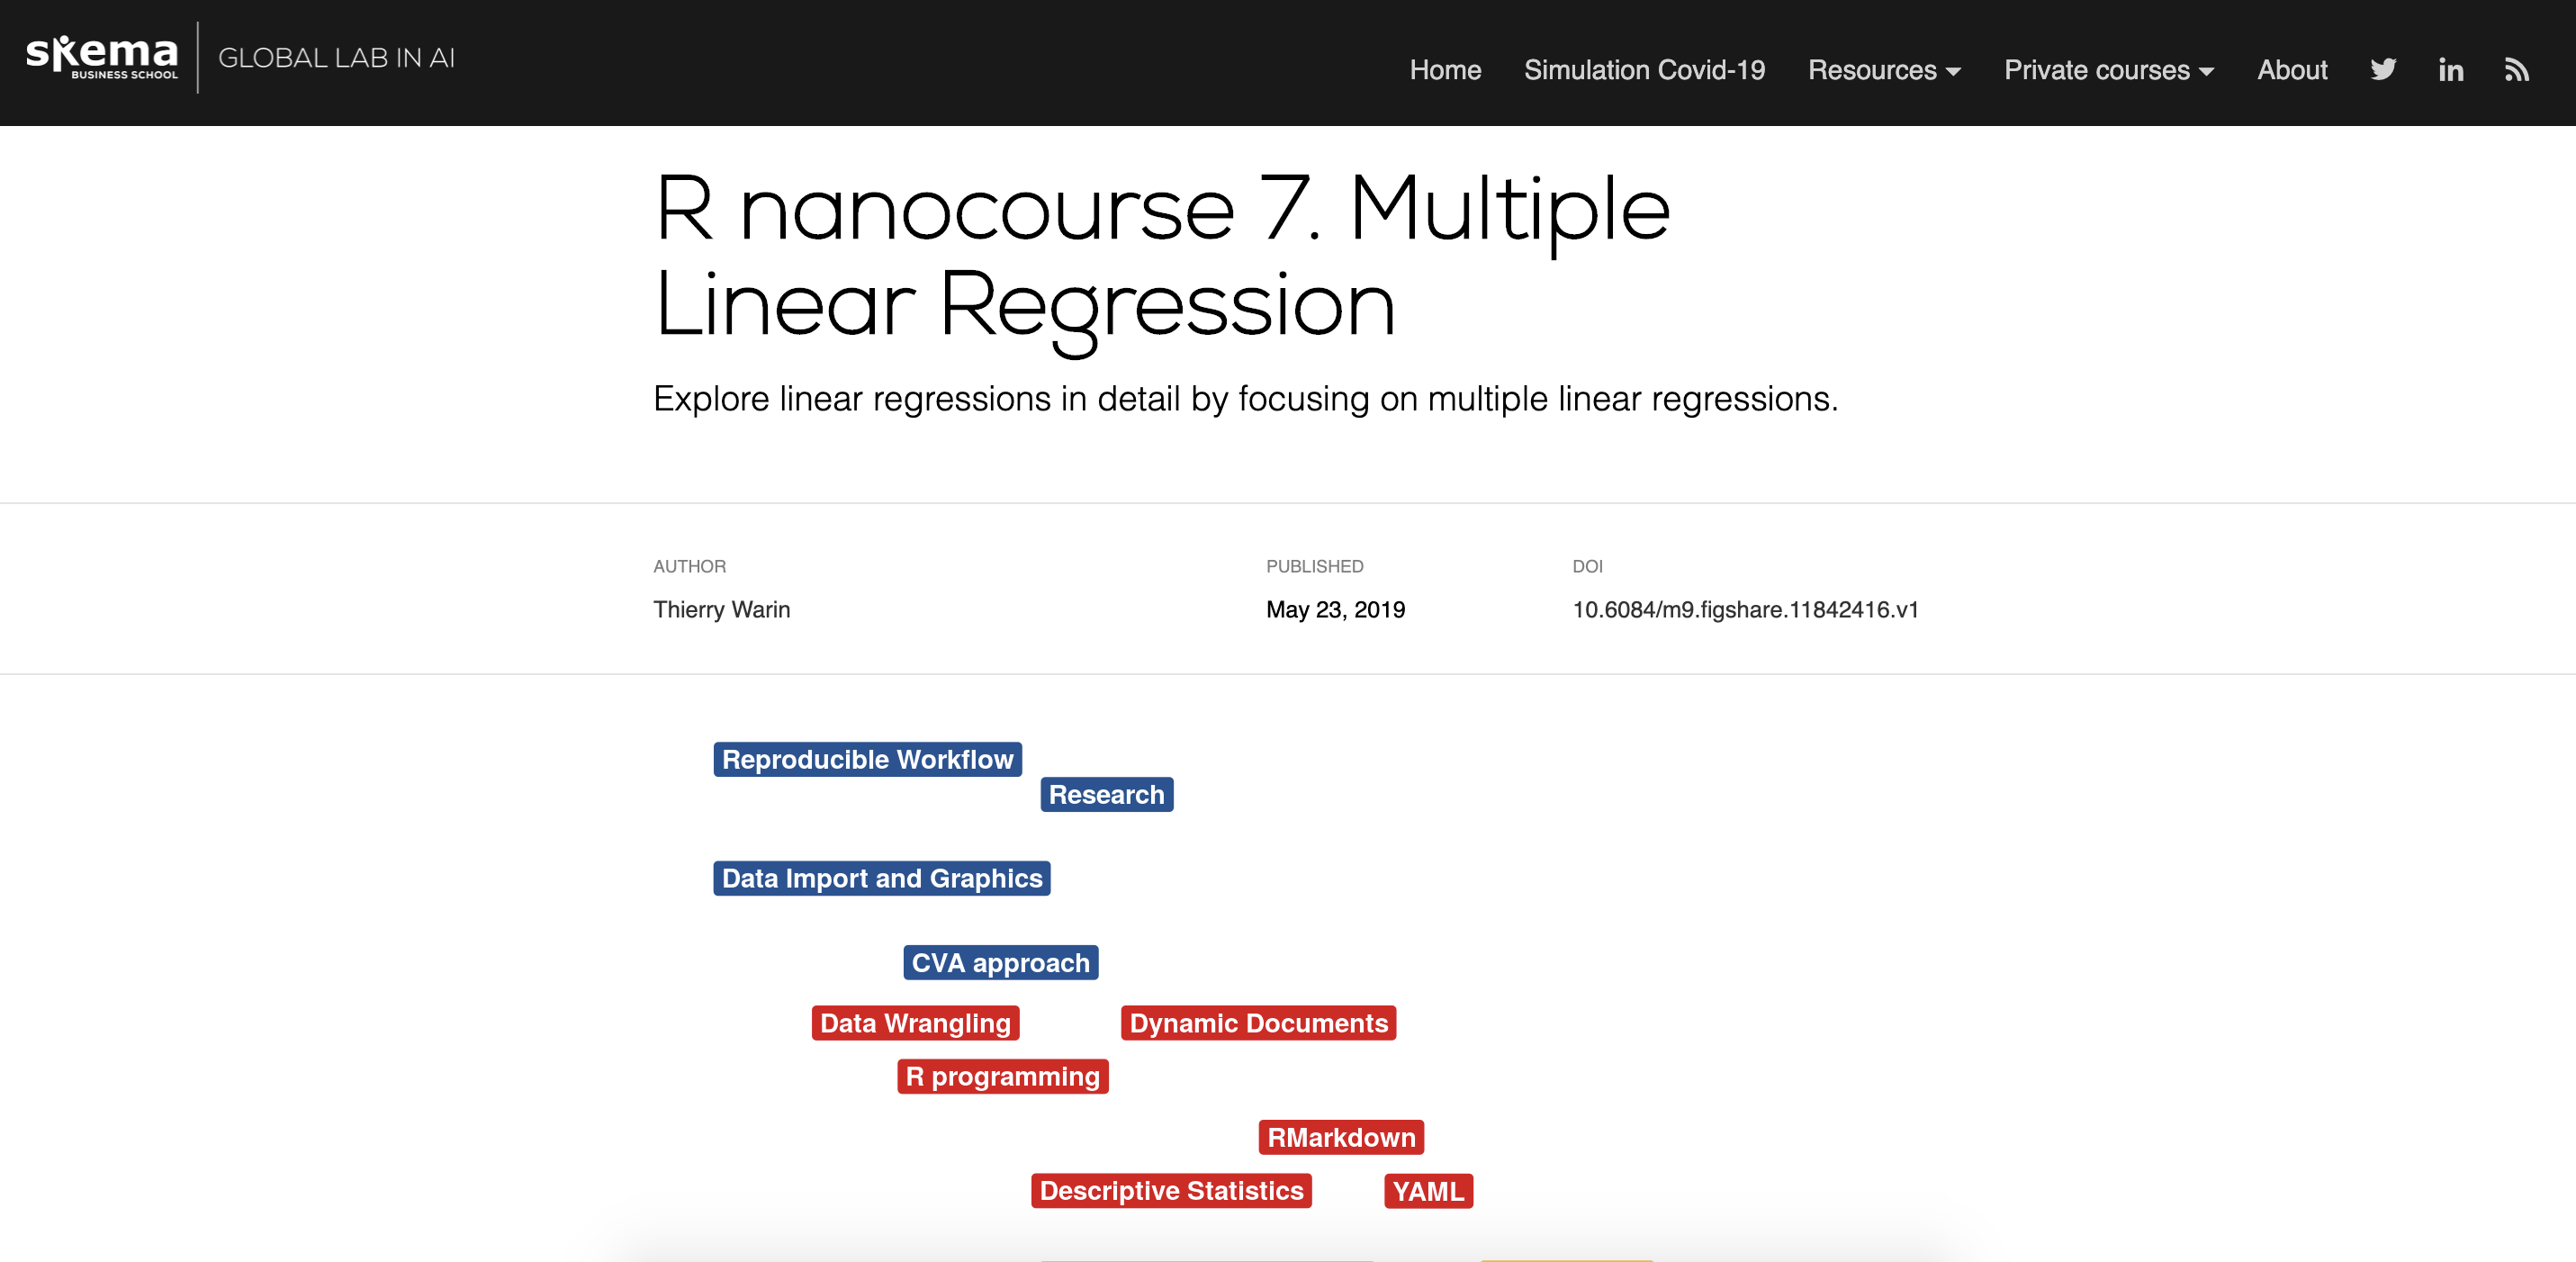 skema
BUSINESS SCHOOL
GLOBAL LAB IN AI
Home Simulation Covid-19 Resources Private courses About
R nanocourse 7. Multiple
Linear Regression
Explore linear regressions in detail by focusing on multiple linear regressions.
AUTHOR PUBLISHED DOI
Thierry Warin May 23, 2019 10.6084/m9.figshare.11842416.v1
Reproducible Workflow
Research
Data Import and Graphics
CVA approach
Data Wrangling Dynamic Documents
R programming
RMarkdown
Descriptive Statistics YAML